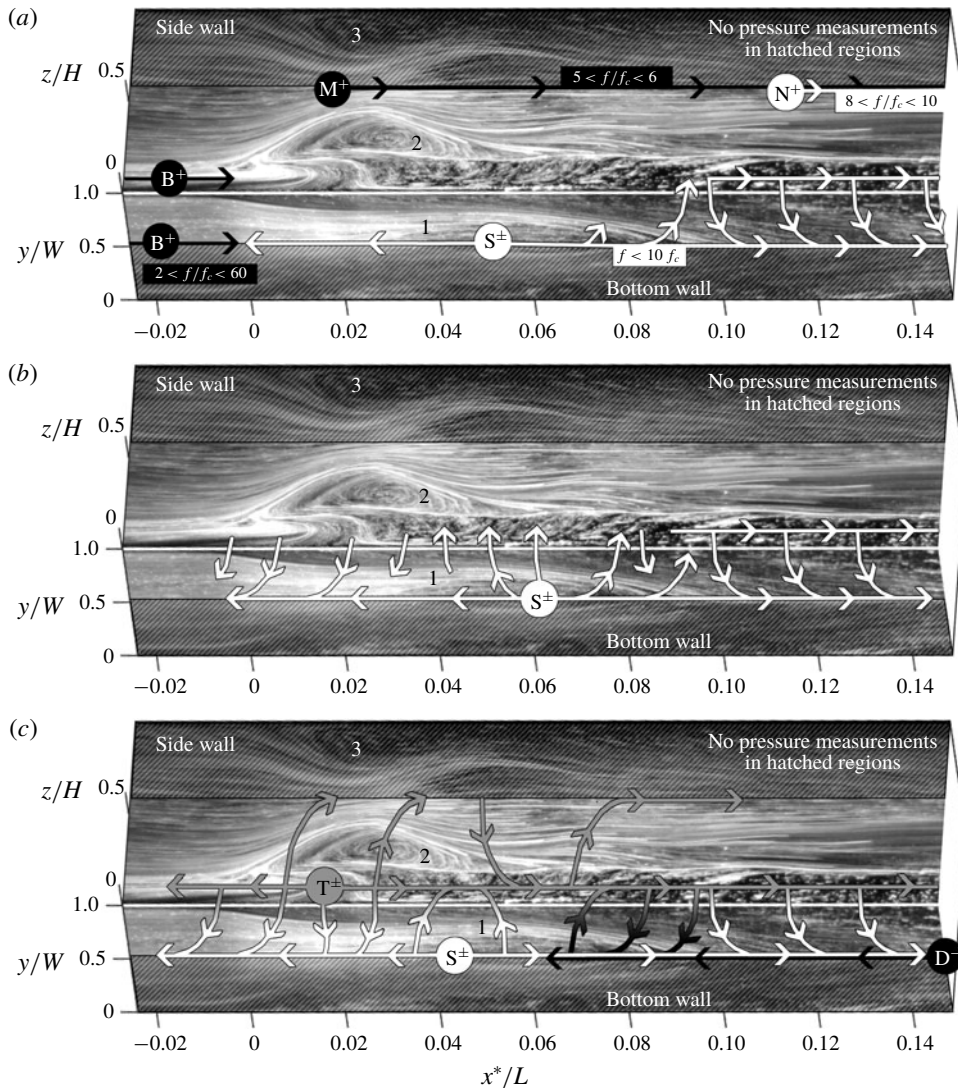 (a)
Side wall
3
No pressure measurements
in hatched regions
z/H
0.5
M+
5 < f/f_c < 6
N+
8 < f/f_c < 10
2
0
B+
1.0
1
y/W
0.5
B+
S±
2 < f/f_c < 60
f < 10 f_c
Bottom wall
0
−0.02 0 0.02 0.04 0.06 0.08 0.10 0.12 0.14
(b)
Side wall
3
No pressure measurements
in hatched regions
z/H
0.5
2
0
1.0
1
y/W
0.5
S±
Bottom wall
0
−0.02 0 0.02 0.04 0.06 0.08 0.10 0.12 0.14
(c)
Side wall
3
No pressure measurements
in hatched regions
z/H
0.5
2
0
T±
1.0
1
y/W
0.5
S±
D−
Bottom wall
0
−0.02 0 0.02 0.04 0.06 0.08 0.10 0.12 0.14
x*/L